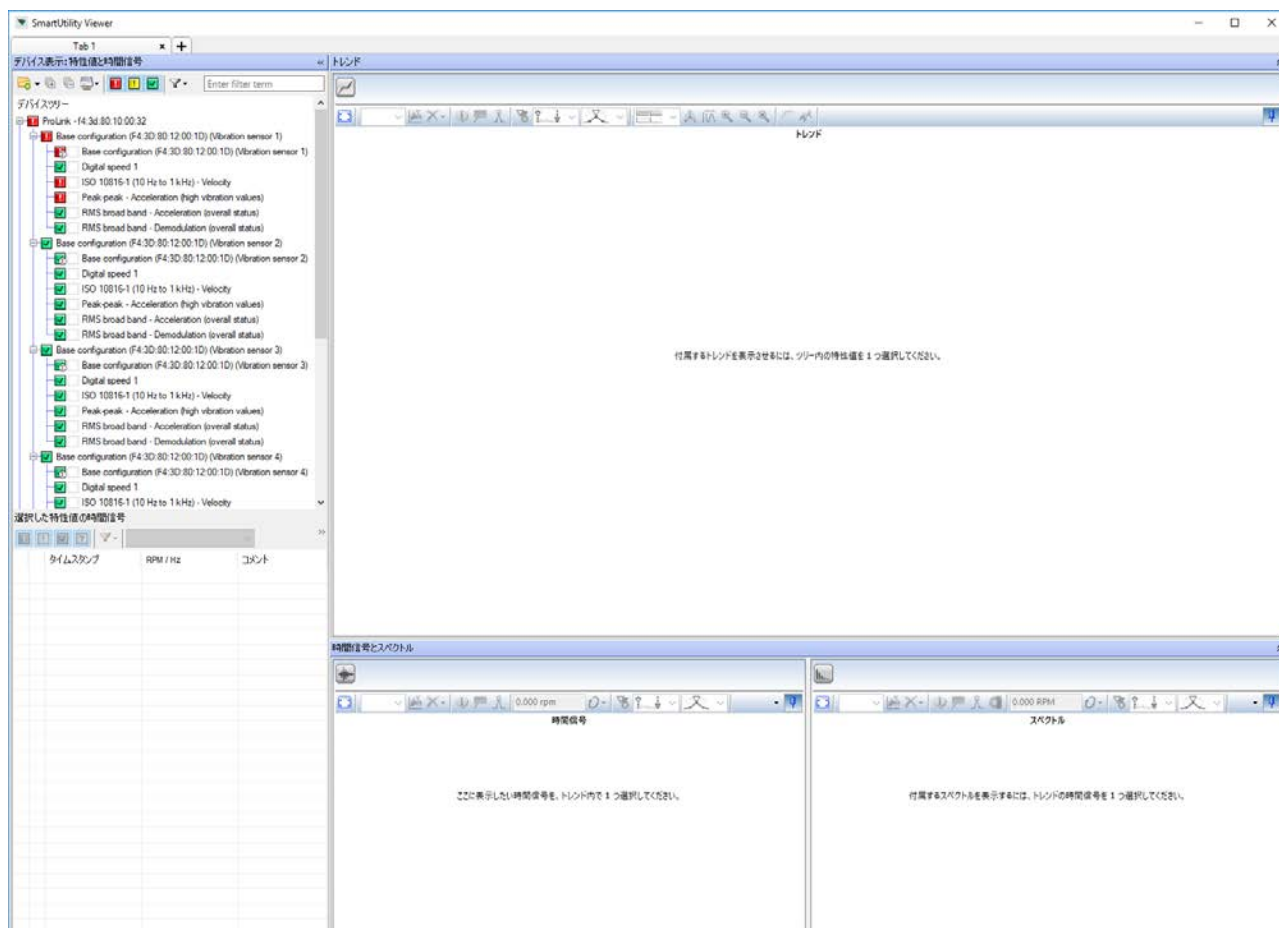 SmartUtility Viewer
Tab 1
デバイス表示:特性値と時間信号
Enter filter term
デバイスツリー
ProLink - f4:3d:80:10:00:32
Base configuration (F4:3D:80:12:00:1D) (Vibration sensor 1)
Base configuration (F4:3D:80:12:00:1D) (Vibration sensor 1)
Digital speed 1
ISO 10816-1 (10 Hz to 1 kHz) - Velocity
Peak-peak - Acceleration (high vibration values)
RMS broad band - Acceleration (overall status)
RMS broad band - Demodulation (overall status)
Base configuration (F4:3D:80:12:00:1D) (Vibration sensor 2)
Base configuration (F4:3D:80:12:00:1D) (Vibration sensor 2)
Digital speed 1
ISO 10816-1 (10 Hz to 1 kHz) - Velocity
Peak-peak - Acceleration (high vibration values)
RMS broad band - Acceleration (overall status)
RMS broad band - Demodulation (overall status)
Base configuration (F4:3D:80:12:00:1D) (Vibration sensor 3)
Base configuration (F4:3D:80:12:00:1D) (Vibration sensor 3)
Digital speed 1
ISO 10816-1 (10 Hz to 1 kHz) - Velocity
Peak-peak - Acceleration (high vibration values)
RMS broad band - Acceleration (overall status)
RMS broad band - Demodulation (overall status)
Base configuration (F4:3D:80:12:00:1D) (Vibration sensor 4)
Base configuration (F4:3D:80:12:00:1D) (Vibration sensor 4)
Digital speed 1
ISO 10816-1 (10 Hz to 1 kHz) - Velocity
選択した特性値の時間信号
タイムスタンプ RPM / Hz コメント
トレンド
トレンド
付属するトレンドを表示させるには、ツリー内の特性値を 1 つ選択してください。
時間信号とスペクトル
0.000 rpm
時間信号
ここに表示したい時間信号を、トレンド内で 1 つ選択してください。
0.000 RPM
スペクトル
付属するスペクトルを表示するには、トレンドの時間信号を 1 つ選択してください。